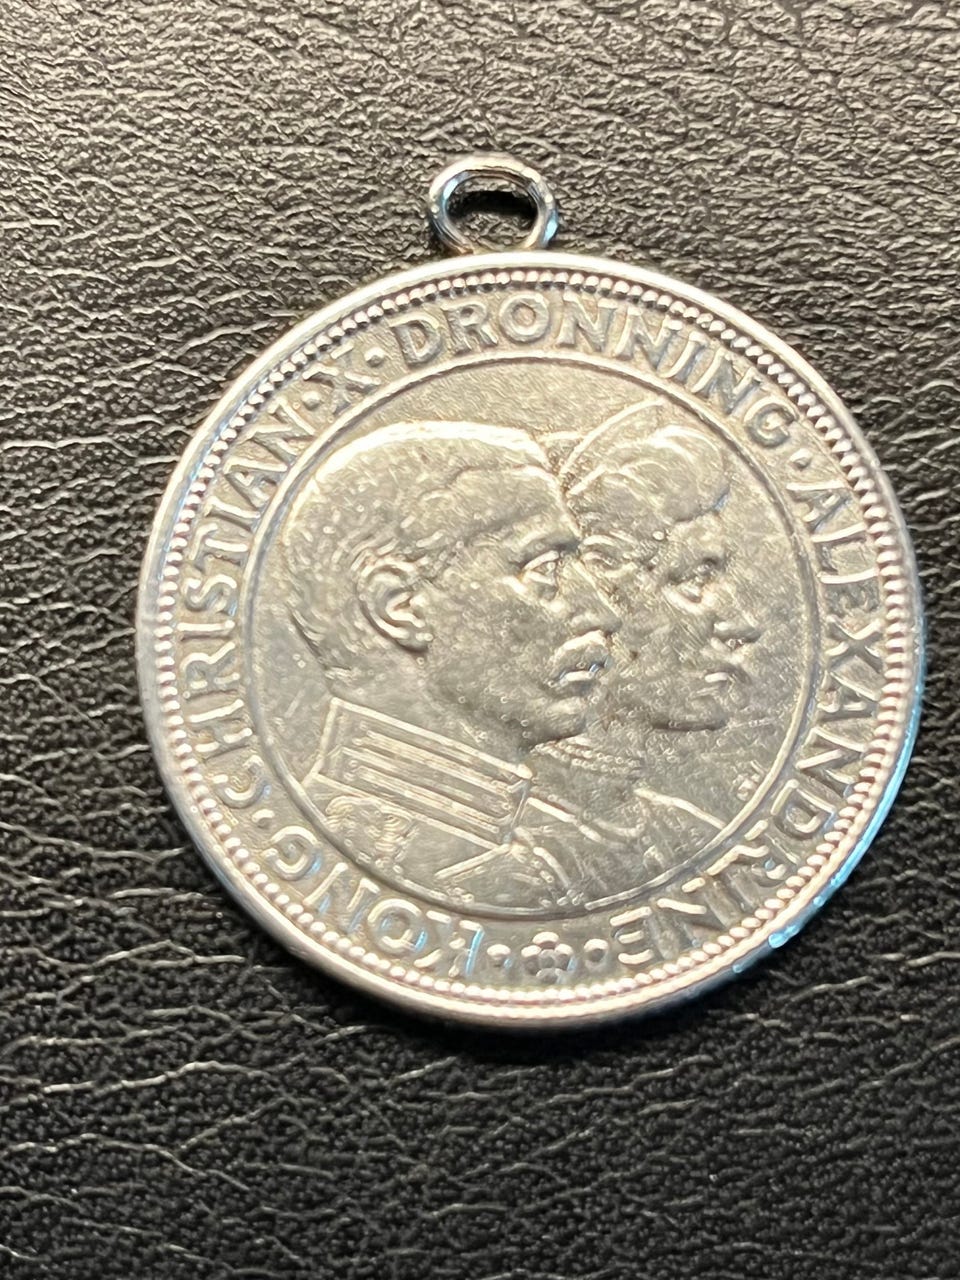 KONG · CHRISTIAN · X · DRONNING · ALEXANDRINE